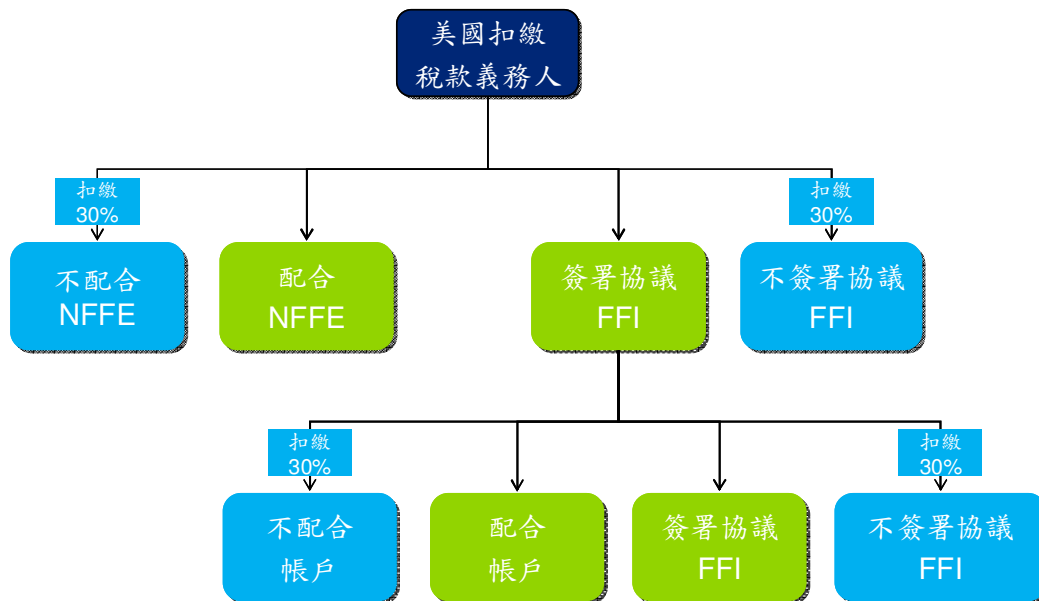 美國扣繳
稅款義務人
扣繳
30%
扣繳
30%
不配合
NFFE
配合
NFFE
簽署協議
FFI
不簽署協議
FFI
扣繳
30%
扣繳
30%
不配合
帳戶
配合
帳戶
簽署協議
FFI
不簽署協議
FFI